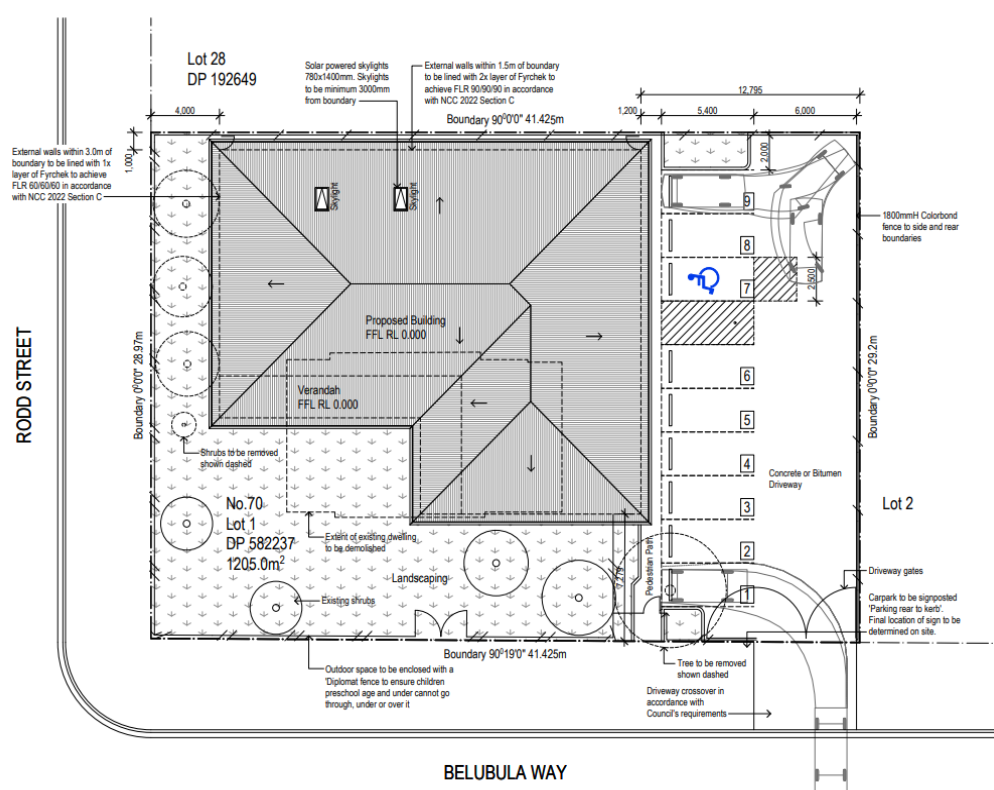 Lot 28
DP 192649
Solar powered skylights
780x1400mm. Skylights
to be minimum 3000mm
from boundary
External walls within 1.5m of boundary
to be lined with 2x layer of Fyrchek to
achieve FLR 90/90/90 in accordance
with NCC 2022 Section C
12,795
4,000
1,200
5,400
6,000
Boundary 90⁰0'0" 41.425m
External walls within 3.0m of
boundary to be lined with 1x
layer of Fyrchek to achieve
FLR 60/60/60 in accordance
with NCC 2022 Section C
1,000
2,000
Skylight
Skylight
9
1800mmH Colorbond
fence to side and rear
boundaries
8
7
2,500
Proposed Building
FFL RL 0.000
Verandah
FFL RL 0.000
RODD STREET
Boundary 0⁰0'0" 28.97m
Boundary 0⁰0'0" 29.2m
6
5
4
3
2
1
Shrubs to be removed
shown dashed
Concrete or Bitumen
Driveway
Lot 2
No.70
Lot 1
DP 582237
1205.0m²
Extent of existing dwelling
to be demolished
Landscaping
Existing shrubs
7,279
Pedestrian Path
Driveway gates
Carpark to be signposted
'Parking rear to kerb'.
Final location of sign to be
determined on site.
Boundary 90⁰19'0" 41.425m
Outdoor space to be enclosed with a
'Diplomat fence to ensure children
preschool age and under cannot go
through, under or over it
Tree to be removed
shown dashed
Driveway crossover in
accordance with
Council's requirements
BELUBULA WAY